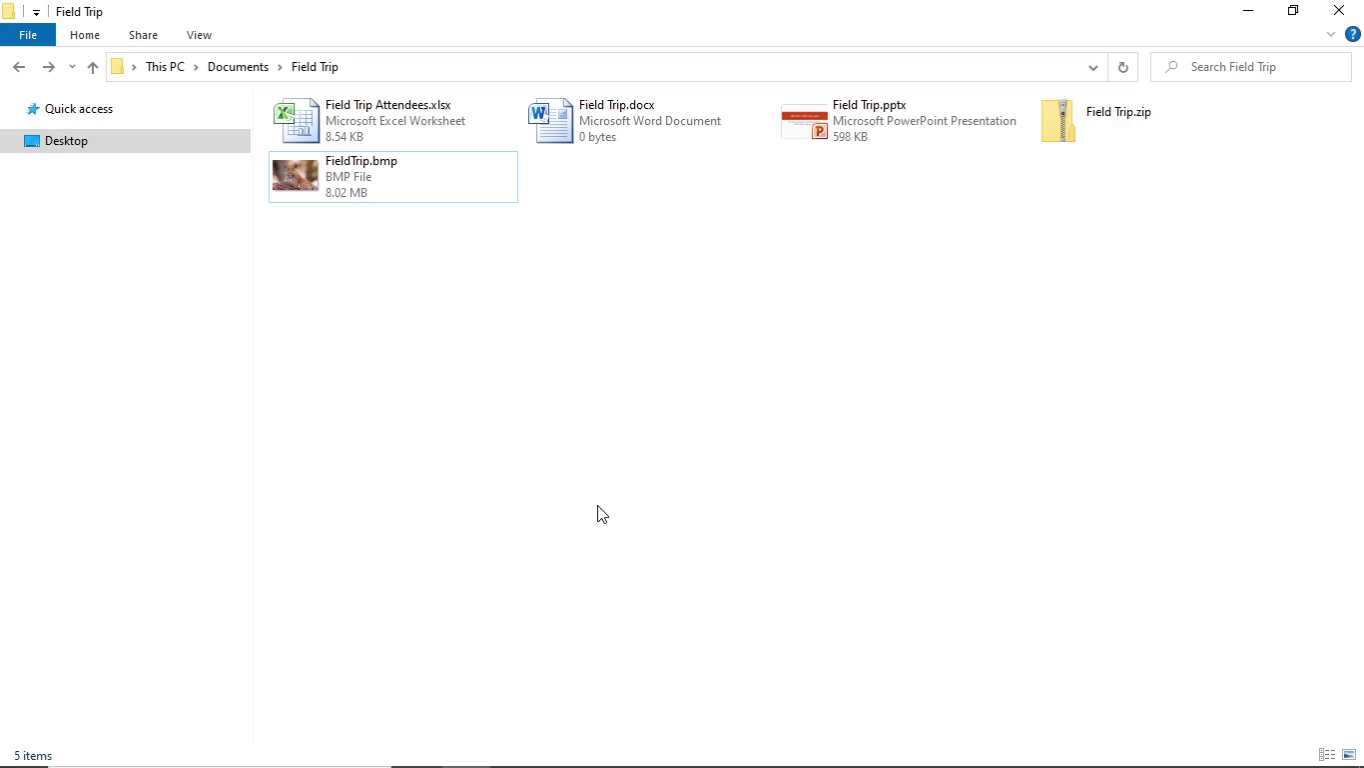 Field Trip
File Home Share View
This PC Documents Field Trip
Search Field Trip
Quick access
Desktop
Field Trip Attendees.xlsx
Microsoft Excel Worksheet
8.54 KB
Field Trip.docx
Microsoft Word Document
0 bytes
Field Trip.pptx
Microsoft PowerPoint Presentation
598 KB
Field Trip.zip
FieldTrip.bmp
BMP File
8.02 MB
5 items